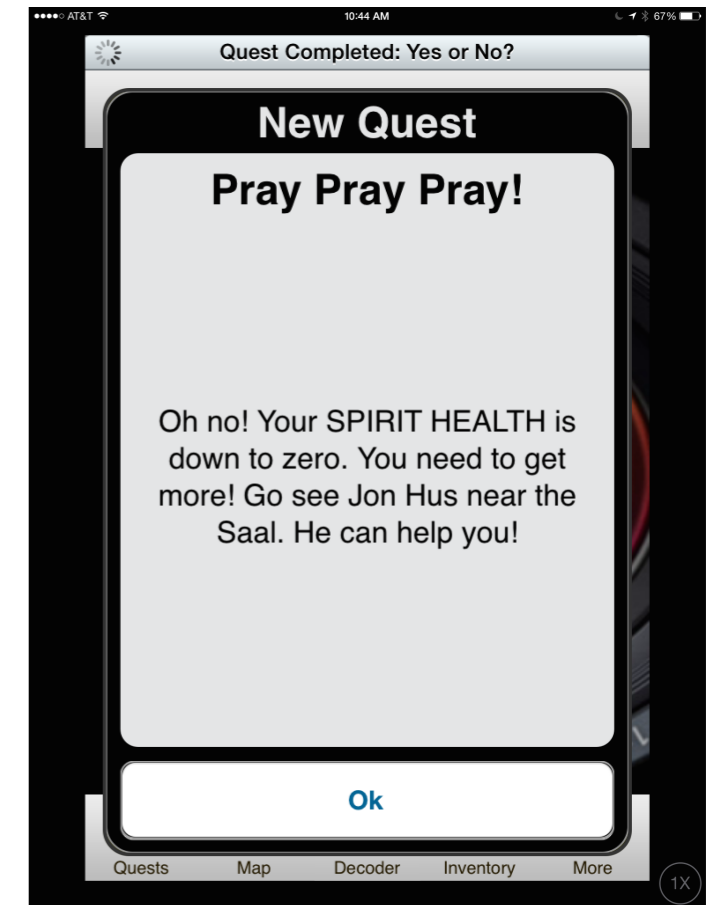 AT&T 10:44 AM 67%
Quest Completed: Yes or No?
New Quest
Pray Pray Pray!
Oh no! Your SPIRIT HEALTH is
down to zero. You need to get
more! Go see Jon Hus near the
Saal. He can help you!
Ok
Quests Map Decoder Inventory More
1X